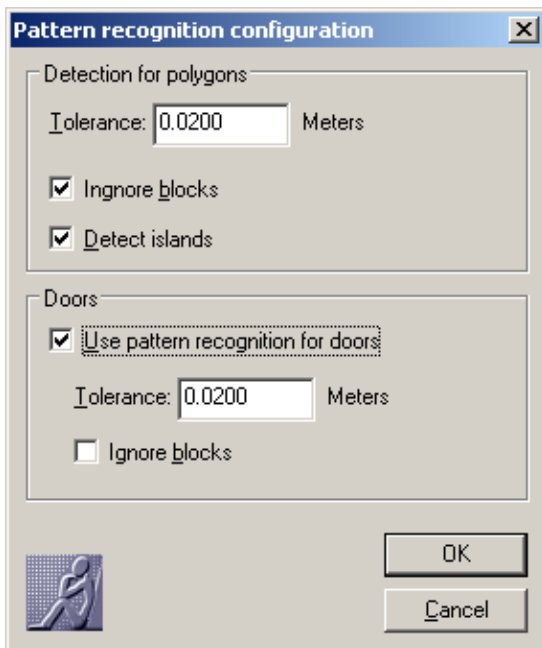 Pattern recognition configuration
Detection for polygons
Tolerance: 0.0200 Meters
Ingnore blocks
Detect islands
Doors
Use pattern recognition for doors
Tolerance: 0.0200 Meters
Ignore blocks
OK
Cancel